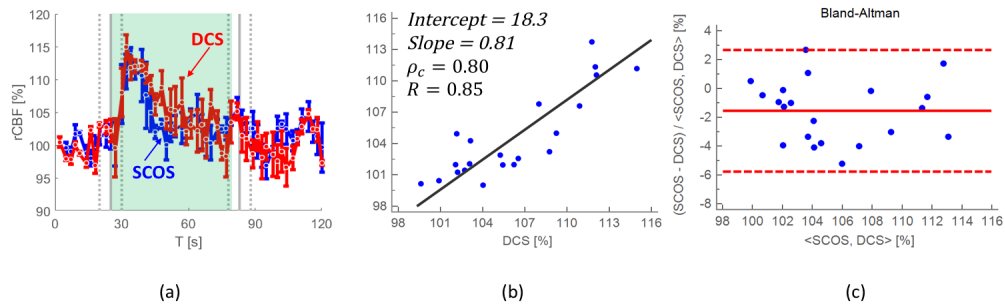 120
115
110
105
100
95
90
rCBF [%]
DCS
SCOS
0 30 60 90 120
T [s]
(a)
Intercept = 18.3
Slope = 0.81
ρc = 0.80
R = 0.85
116
113
110
107
104
101
98
98 101 104 107 110 113 116
DCS [%]
(b)
Bland-Altman
(SCOS - DCS) / <SCOS, DCS> [%]
4
2
0
-2
-4
-6
-8
98 100 102 104 106 108 110 112 114 116
<SCOS, DCS> [%]
(c)